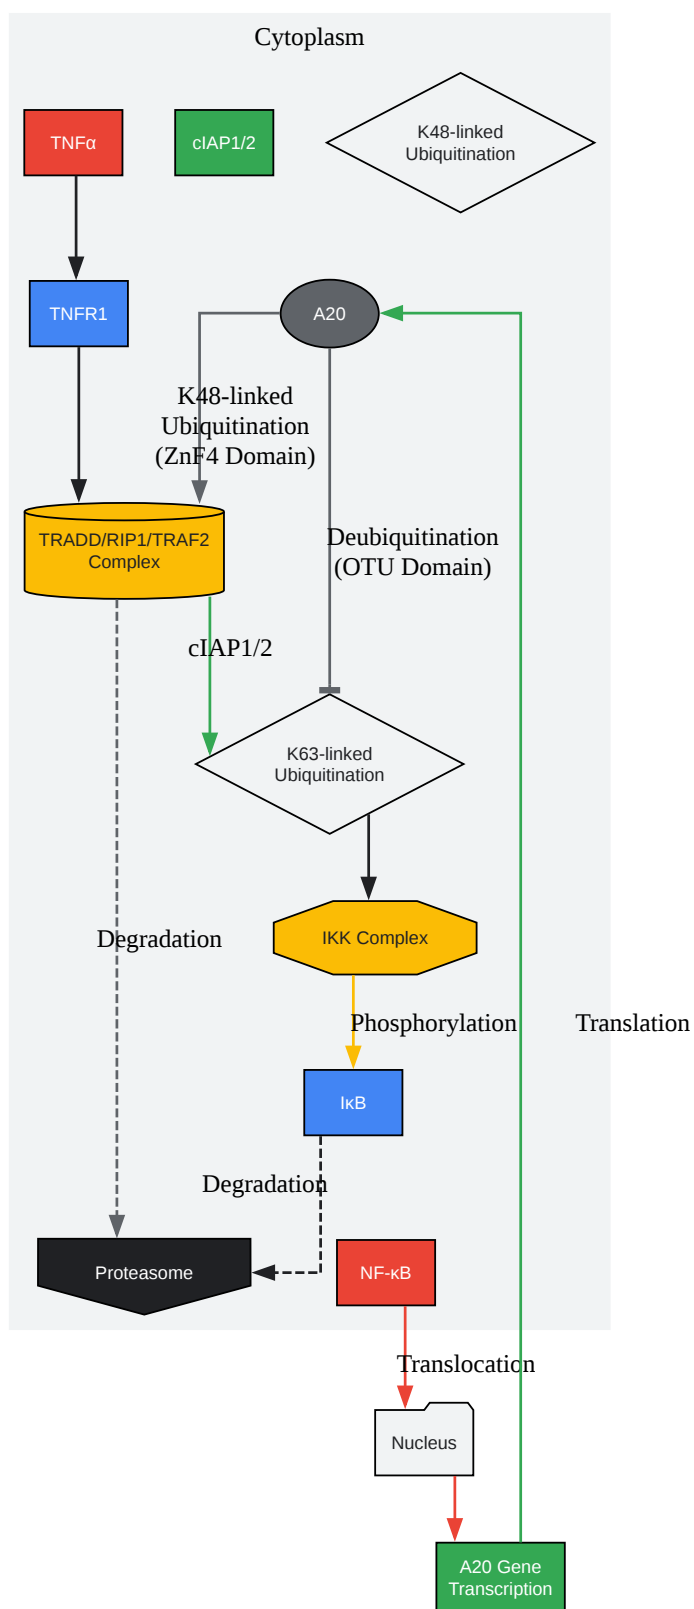 Cytoplasm
TNFα
cIAP1/2
K48-linked
Ubiquitination
TNFR1
A20
K48-linked
Ubiquitination
(ZnF4 Domain)
TRADD/RIP1/TRAF2
Complex
Deubiquitination
(OTU Domain)
cIAP1/2
K63-linked
Ubiquitination
Degradation
IKK Complex
Phosphorylation
Translation
IκB
Degradation
Proteasome
NF-κB
Translocation
Nucleus
A20 Gene
Transcription